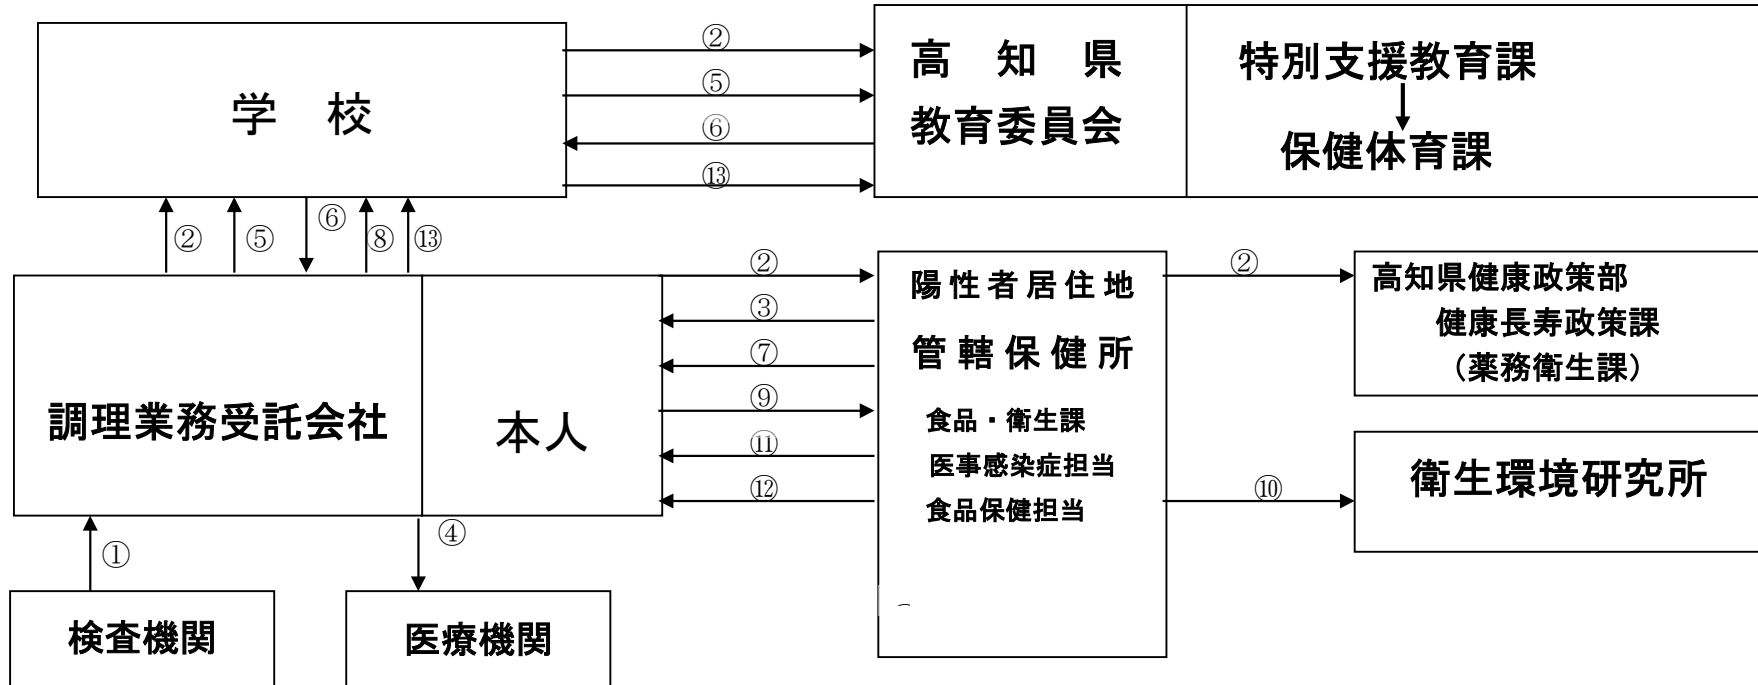 ②
⑤
⑥
⑬
学 校
高 知 県
教育委員会
特別支援教育課
保健体育課
②
⑤
⑥
⑧
⑬
調理業務受託会社
本人
②
③
⑦
⑨
⑪
⑫
陽性者居住地
管轄保健所
食品・衛生課
医事感染症担当
食品保健担当
②
高知県健康政策部
健康長寿政策課
（薬務衛生課）
⑩
衛生環境研究所
①
④
検査機関
医療機関